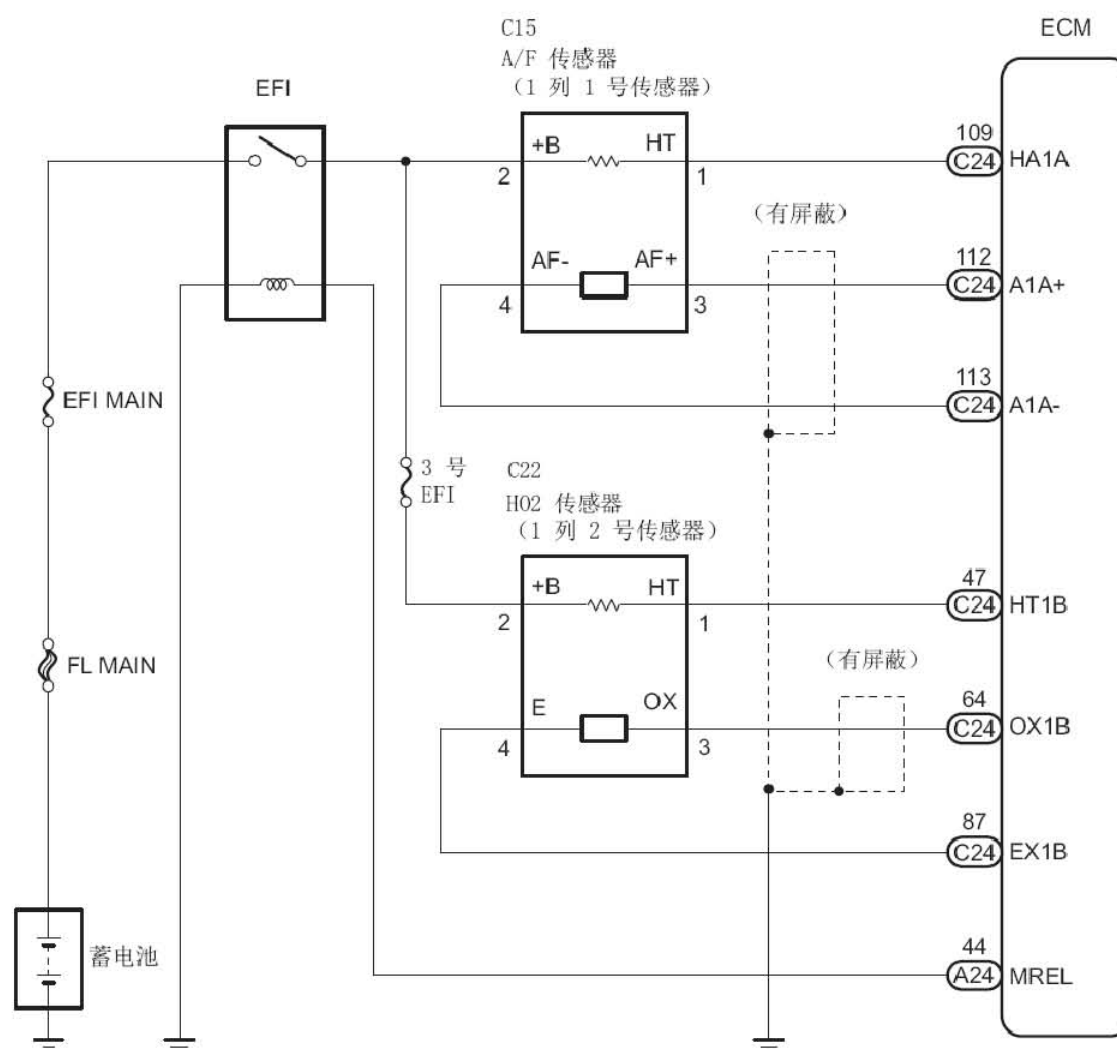 C15
A/F 传感器
（1 列 1 号传感器）
ECM
EFI
+B
HT
2
1
109
C24
HA1A
（有屏蔽）
AF-
AF+
4
3
112
C24
A1A+
113
C24
A1A-
EFI MAIN
3 号
EFI
C22
HO2 传感器
（1 列 2 号传感器）
+B
HT
2
1
47
C24
HT1B
FL MAIN
（有屏蔽）
E
OX
4
3
64
C24
OX1B
87
C24
EX1B
蓄电池
44
A24
MREL